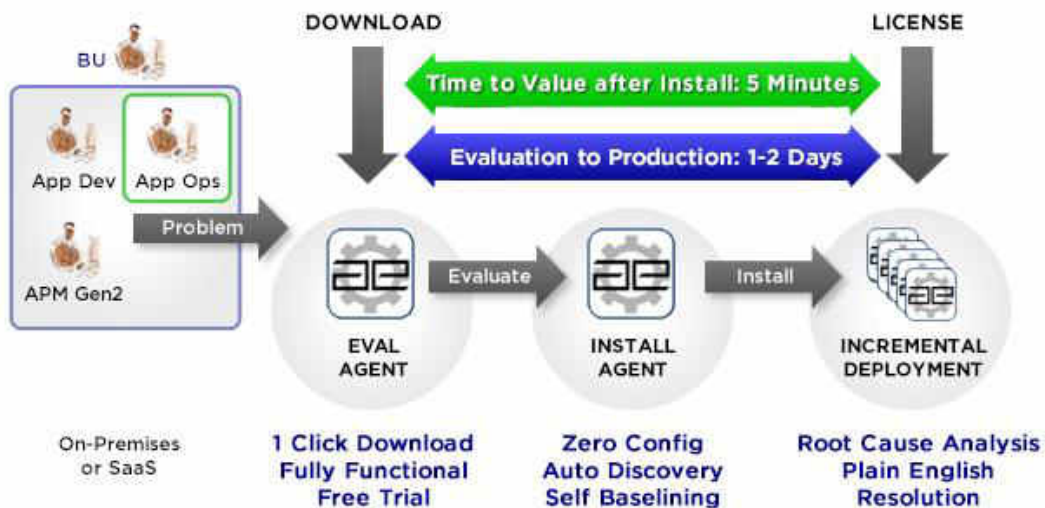 DOWNLOAD
LICENSE
BU
Time to Value after Install: 5 Minutes
App Dev
App Ops
Evaluation to Production: 1-2 Days
Problem
APM Gen2
Evaluate
Install
EVAL
AGENT
INSTALL
AGENT
INCREMENTAL
DEPLOYMENT
On-Premises
or SaaS
1 Click Download
Fully Functional
Free Trial
Zero Config
Auto Discovery
Self Baselining
Root Cause Analysis
Plain English
Resolution